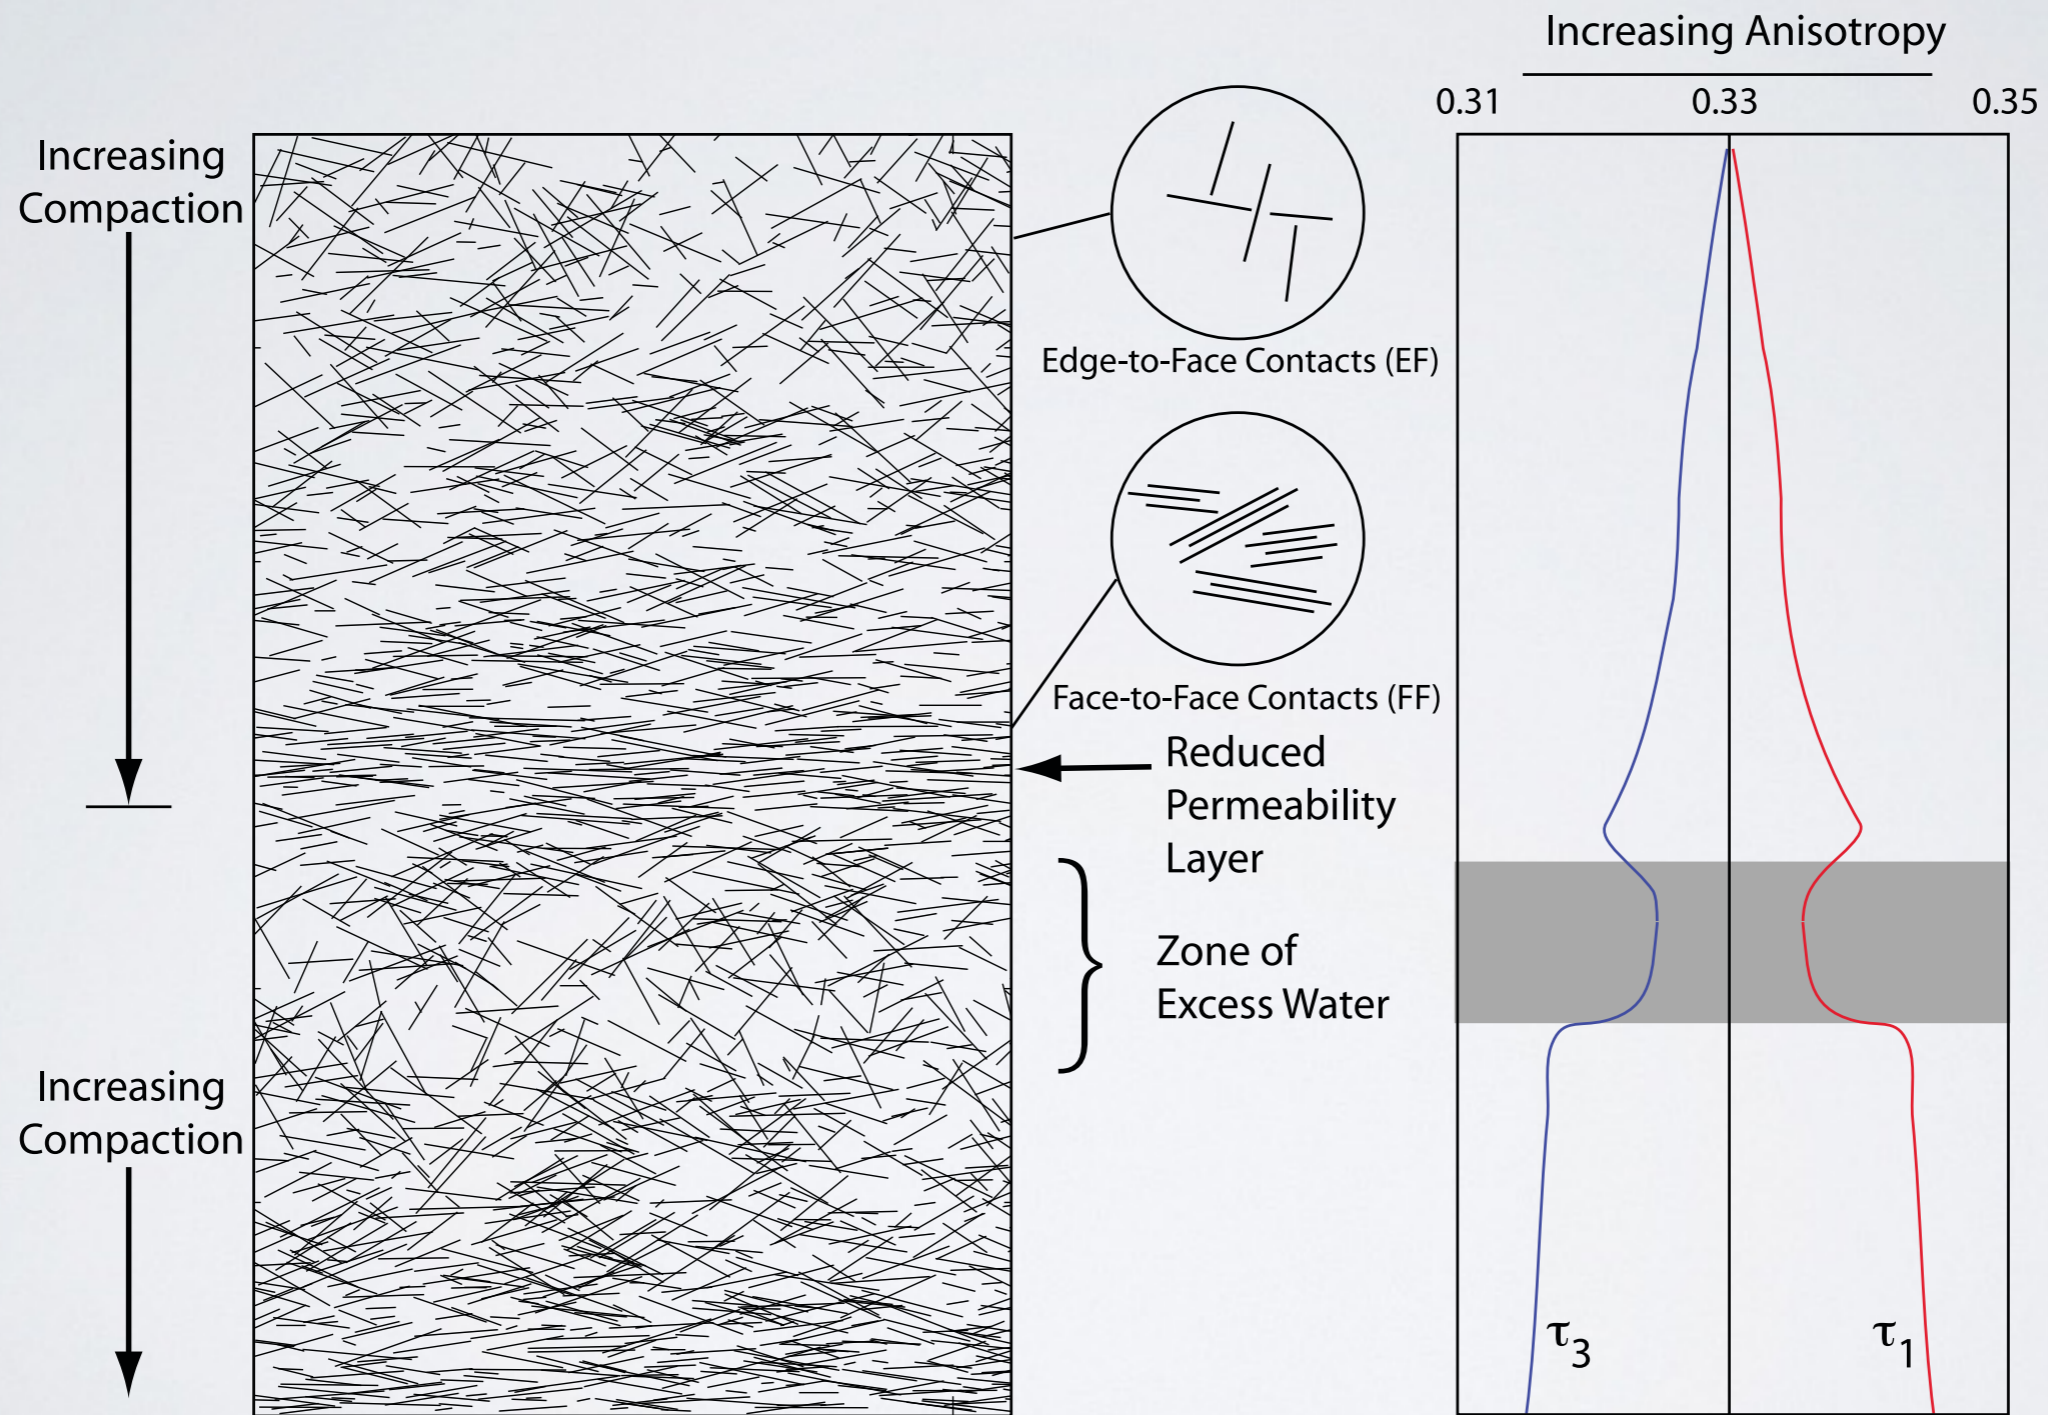 Increasing Anisotropy
0.31 0.33 0.35
Increasing
Compaction
Edge-to-Face Contacts (EF)
Face-to-Face Contacts (FF)
Reduced
Permeability
Layer
Zone of
Excess Water
Increasing
Compaction
τ3 τ1